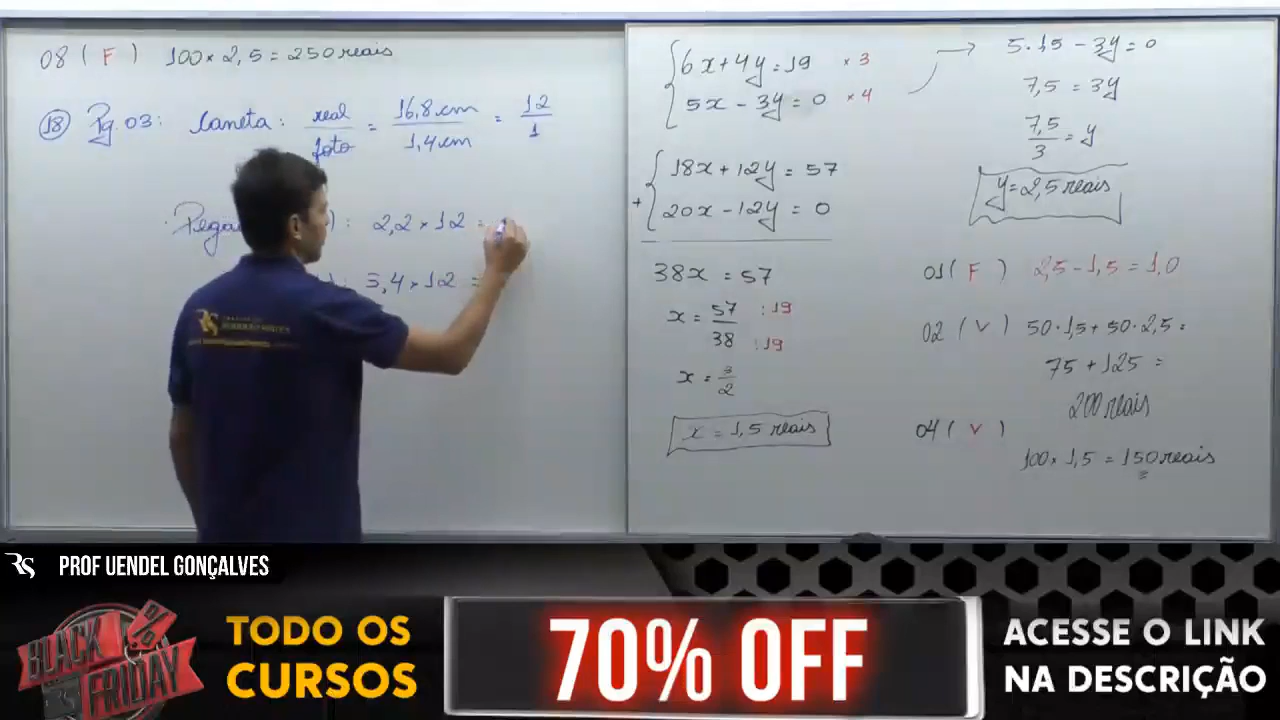 08 ( F ) 100 × 2,5 = 250 reais
18 Pg. 03: Caneta: real/foto = 16,8 cm/1,4 cm = 12/1
): 2,2 × 12 =
): 3,4 × 12 =
6x + 4y = 19 × 3
5x - 3y = 0 × 4
18x + 12y = 57
+ 20x - 12y = 0
38x = 57
x = 57/38 :19 :19
x = 3/2
x = 1,5 reais
5 · 1,5 - 3y = 0
7,5 = 3y
7,5/3 = y
y = 2,5 reais
01 ( F ) 2,5 - 1,5 = 1,0
02 ( V ) 50 · 1,5 + 50 · 2,5 =
75 + 125 =
200 reais
04 ( V )
100 × 1,5 = 150 reais
RS PROF UENDEL GONÇALVES
BLACK FRIDAY
TODO OS
CURSOS
70% OFF
ACESSE O LINK
NA DESCRIÇÃO